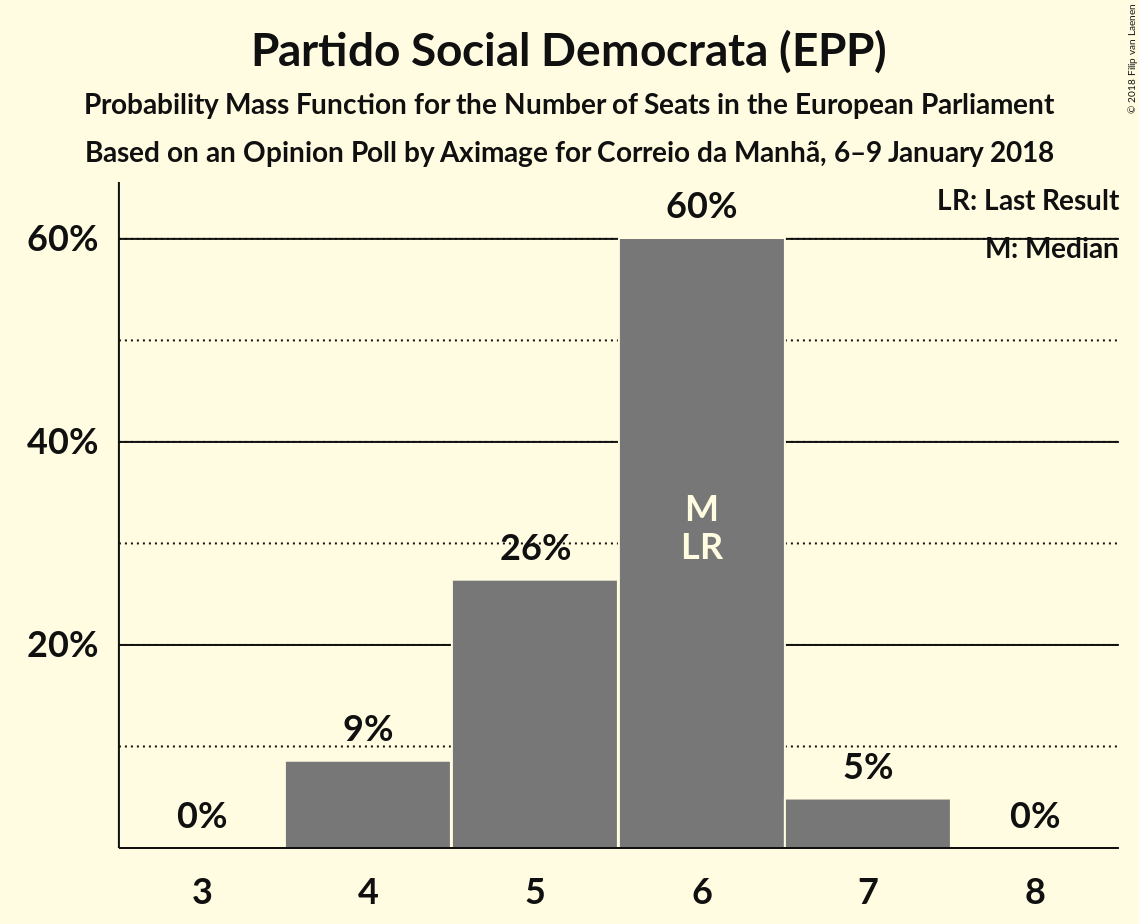 Partido Social Democrata (EPP)
Probability Mass Function for the Number of Seats in the European Parliament
Based on an Opinion Poll by Aximage for Correio da Manhã, 6–9 January 2018
© 2018 Filip van Laenen
LR: Last Result
M: Median
60%
40%
20%
0%
9%
26%
60%
5%
0%
M
LR
3
4
5
6
7
8